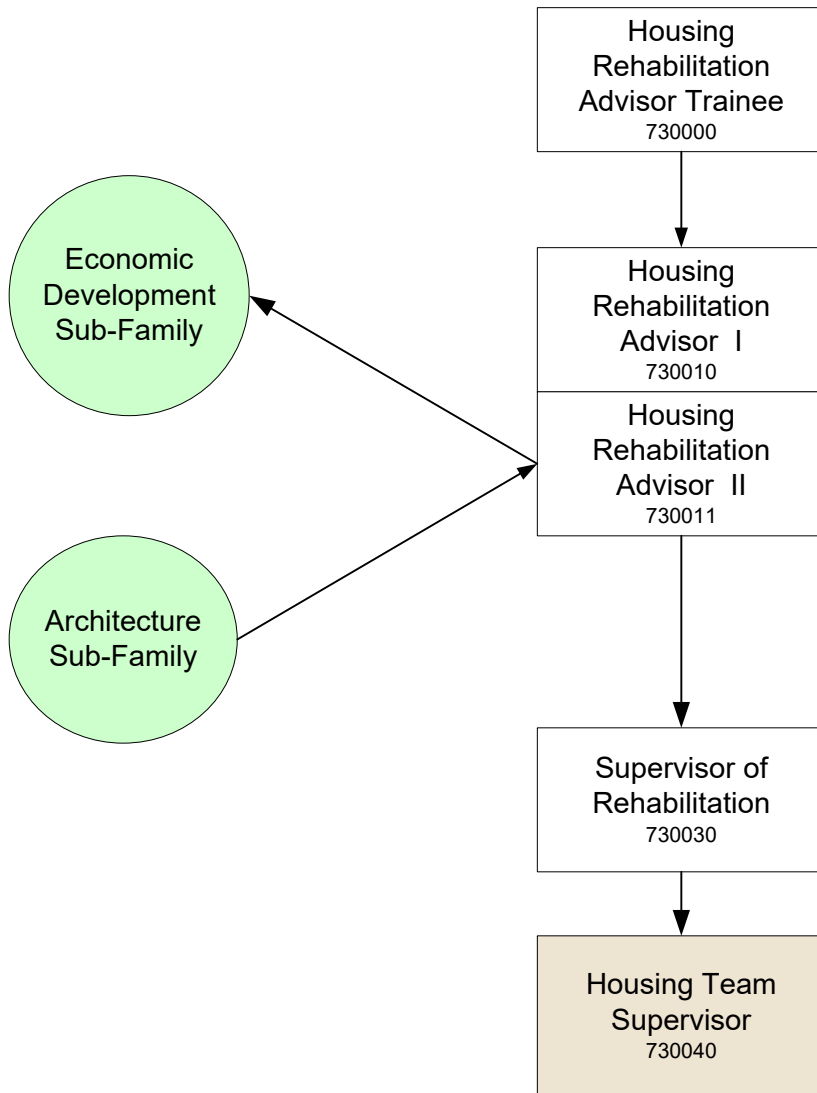 Housing
Rehabilitation
Advisor Trainee
730000
Economic
Development
Sub-Family
Housing
Rehabilitation
Advisor  I
730010
Housing
Rehabilitation
Advisor  II
730011
Architecture
Sub-Family
Supervisor of
Rehabilitation
730030
Housing Team
Supervisor
730040